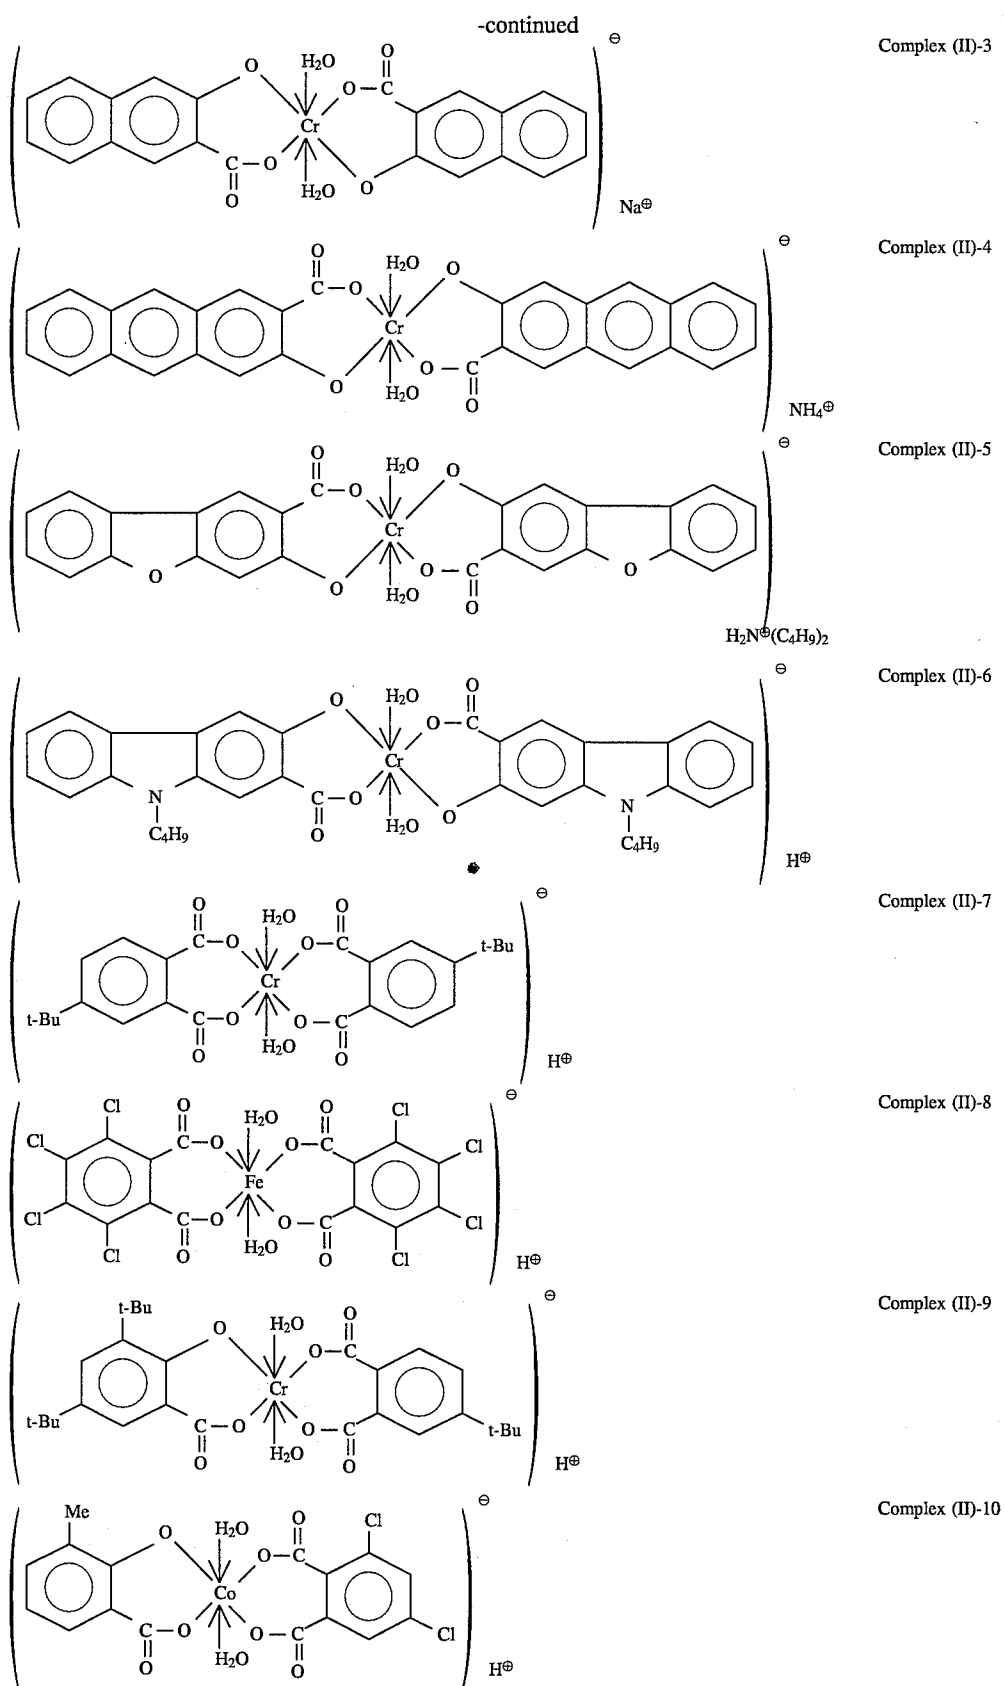 -continued
Complex (II)-3
O
H₂O
O
O
C
Cr
C
O
O
H₂O
O
Na⊕
⊖
Complex (II)-4
O
C
O
H₂O
O
Cr
O
H₂O
O
C
O
NH₄⊕
⊖
Complex (II)-5
O
C
O
H₂O
O
Cr
O
O
H₂O
O
C
O
O
H₂N⊕(C₄H₉)₂
⊖
Complex (II)-6
O
H₂O
O
O
C
Cr
N
C₄H₉
C
O
O
H₂O
O
N
C₄H₉
H⊕
⊖
Complex (II)-7
O
C
O
H₂O
O
O
C
t-Bu
Cr
t-Bu
C
O
O
H₂O
O
C
O
H⊕
⊖
Complex (II)-8
Cl
Cl
O
C
O
H₂O
O
O
C
Cl
Cl
Fe
Cl
Cl
C
O
O
H₂O
O
C
O
Cl
Cl
H⊕
⊖
Complex (II)-9
t-Bu
O
H₂O
O
O
C
Cr
t-Bu
C
O
O
H₂O
O
C
O
t-Bu
H⊕
⊖
Complex (II)-10
Me
O
H₂O
O
O
C
Cl
Co
C
O
O
H₂O
O
C
O
Cl
H⊕
⊖